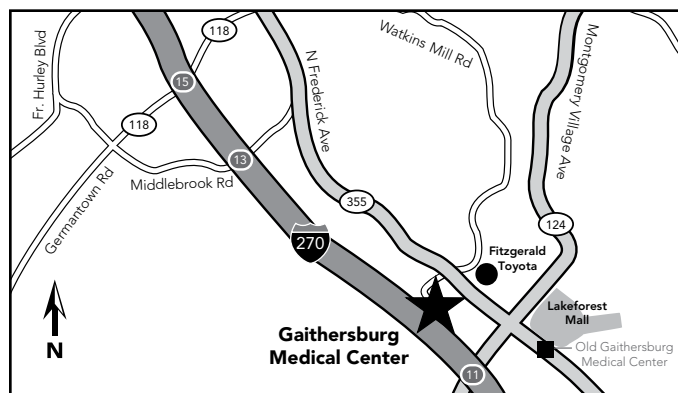 118
Fr. Hurley Blvd
15
N Frederick Ave
Watkins Mill Rd
Montgomery Village Ave
118
13
Middlebrook Rd
Germantown Rd
355
124
270
Fitzgerald
Toyota
Lakeforest
Mall
Gaithersburg
Medical Center
N
Old Gaithersburg
Medical Center
11